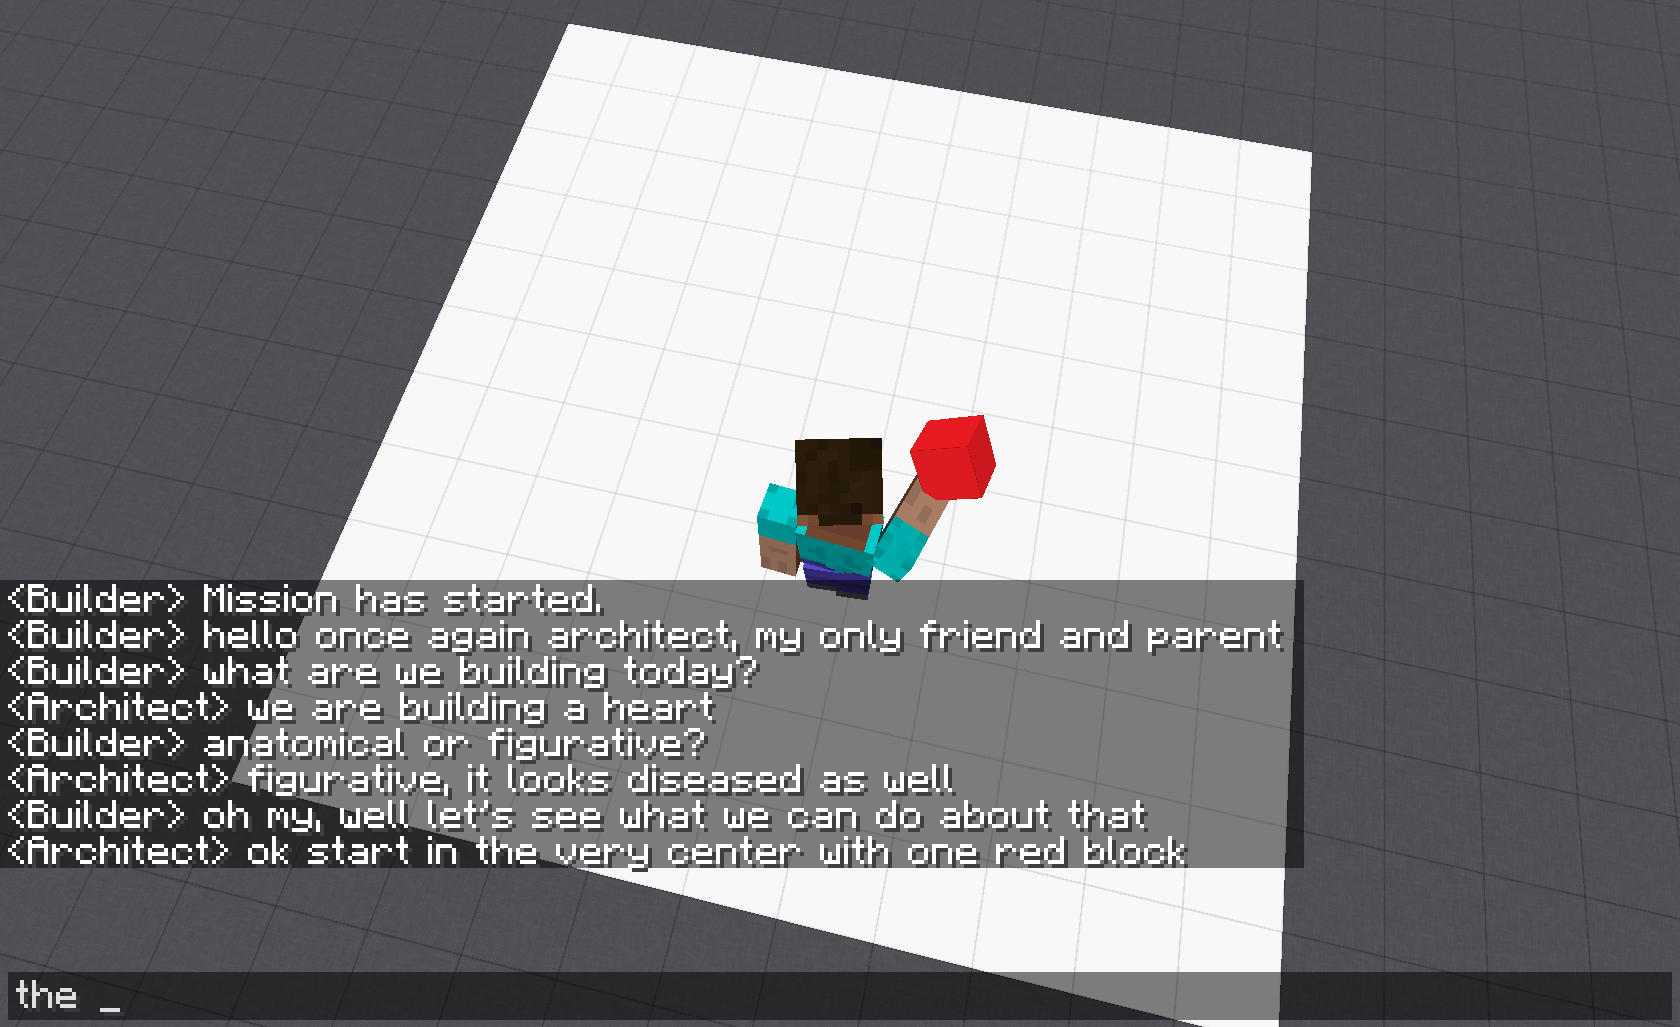 <Builder> Mission has started.
<Builder> hello once again architect, my only friend and parent
<Builder> what are we building today?
<Architect> we are building a heart
<Builder> anatomical or figurative?
<Architect> figurative, it looks diseased as well
<Builder> oh my, well let's see what we can do about that
<Architect> ok start in the very center with one red block
the _